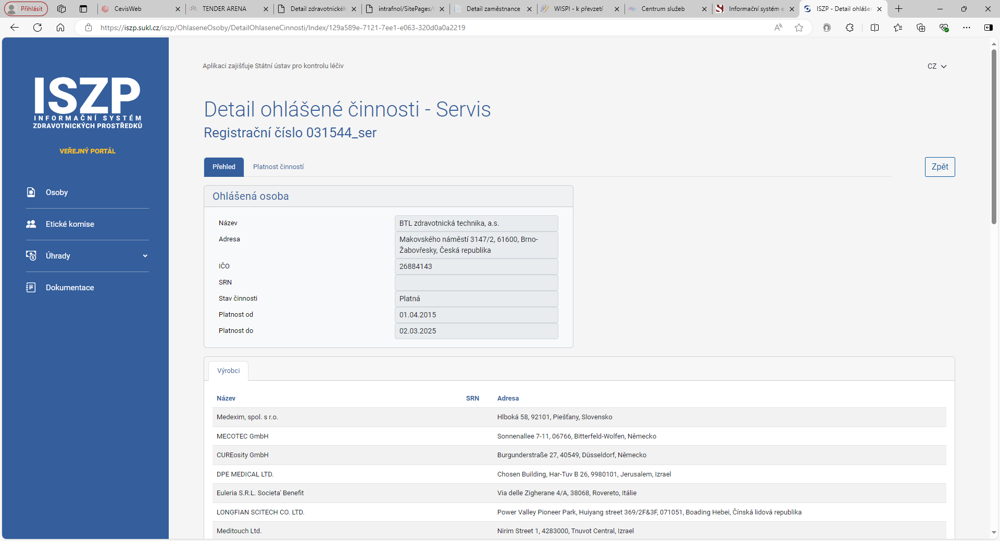 Přihlásit
CevisWeb
TENDER ARENA
Detail zdravotnickéh
intrafnol/SitePages/
Detail zaměstnance
WISPI - k převzetí
Centrum služeb
Informační systém e
ISZP - Detail ohlášen
https://iszp.sukl.cz/iszp/OhlaseneOsoby/DetailOhlaseneCinnosti/Index/129a589e-7121-7ee1-e063-320d0a0a2219
ISZP
INFORMAČNÍ SYSTÉM
ZDRAVOTNICKÝCH PROSTŘEDKŮ
VEŘEJNÝ PORTÁL
Osoby
Etické komise
Úhrady
Dokumentace
Aplikaci zajišťuje Státní ústav pro kontrolu léčiv
CZ
Detail ohlášené činnosti - Servis
Registrační číslo 031544_ser
Přehled
Platnost činností
Zpět
Ohlášená osoba
Název
BTL zdravotnická technika, a.s.
Adresa
Makovského náměstí 3147/2, 61600, Brno-
Žabovřesky, Česká republika
IČO
26884143
SRN
Stav činnosti
Platná
Platnost od
01.04.2015
Platnost do
02.03.2025
Výrobci
Název SRN Adresa
Medexim, spol. s r.o. Hlboká 58, 92101, Piešťany, Slovensko
MECOTEC GmbH Sonnenallee 7-11, 06766, Bitterfeld-Wolfen, Německo
CUREosity GmbH Burgunderstraße 27, 40549, Düsseldorf, Německo
DPE MEDICAL LTD. Chosen Building, Har-Tuv B 26, 9980101, Jerusalem, Izrael
Euleria S.R.L. Societa' Benefit Via delle Zigherane 4/A, 38068, Rovereto, Itálie
LONGFIAN SCITECH CO. LTD. Power Valley Pioneer Park, Huiyang street 369/2F&3F, 071051, Boading Hebei, Čínská lidová republika
Meditouch Ltd. Nirim Street 1, 4283000, Tnuvot Central, Izrael